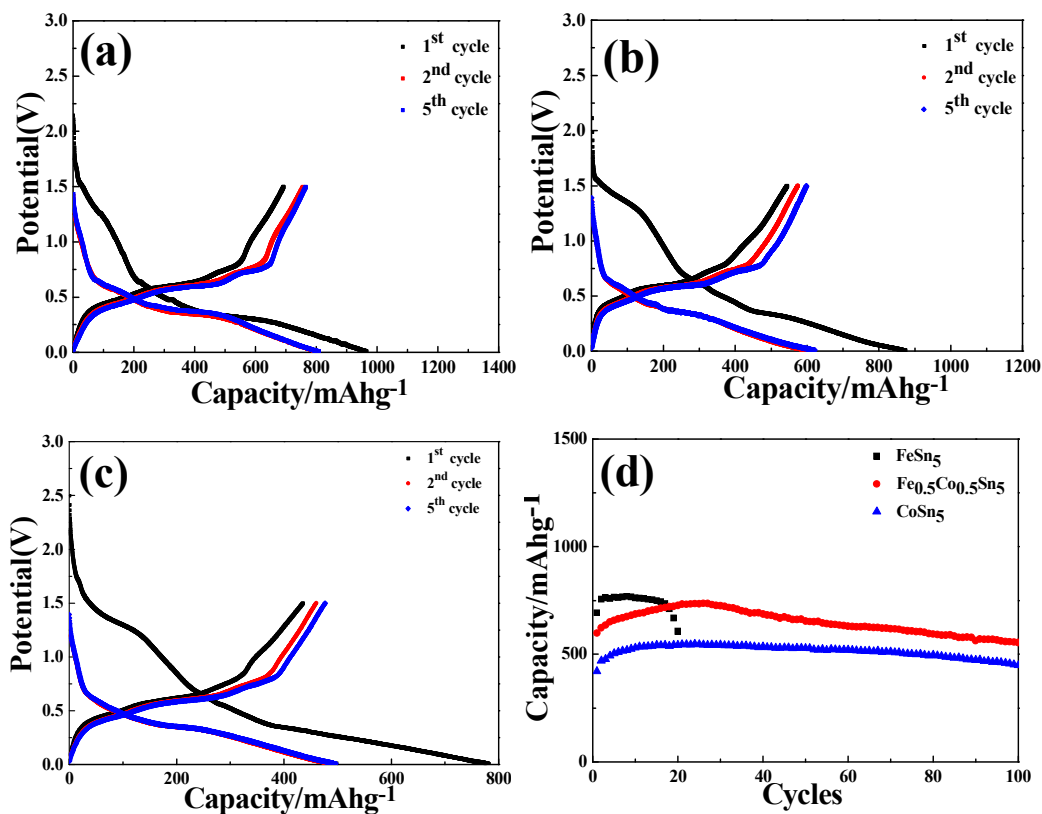 (a)
1st cycle
2nd cycle
5th cycle
Potential(V)
3.0
2.5
2.0
1.5
1.0
0.5
0.0
0 200 400 600 800 1000 1200 1400
Capacity/mAhg-1
(b)
1st cycle
2nd cycle
5th cycle
Potential(V)
3.0
2.5
2.0
1.5
1.0
0.5
0.0
0 200 400 600 800 1000 1200
Capacity/mAhg-1
(c)
1st cycle
2nd cycle
5th cycle
Potential(V)
3.0
2.5
2.0
1.5
1.0
0.5
0.0
0 200 400 600 800
Capacity/mAhg-1
(d)
FeSn5
Fe0.5Co0.5Sn5
CoSn5
Capacity/mAhg-1
1500
750
500
250
0
0 20 40 60 80 100
Cycles